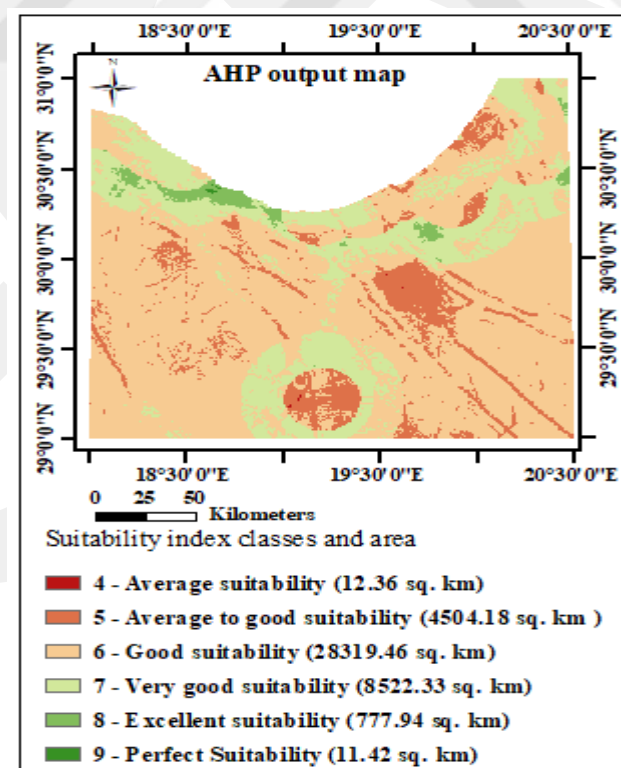 18°30'0"E 19°30'0"E 20°30'0"E
N
AHP output map
31°0'0"N
30°30'0"N
30°0'0"N
29°30'0"N
29°0'0"N
30°30'0"N
29°30'0"N
18°30'0"E 19°30'0"E 20°30'0"E
0 25 50
Kilometers
Suitability index classes and area
4 - Average suitability (12.36 sq. km)
5 - Average to good suitability (4504.18 sq. km )
6 - Good suitability (28319.46 sq. km)
7 - Very good suitability (8522.33 sq. km)
8 - Excellent suitability (777.94 sq. km)
9 - Perfect Suitability (11.42 sq. km)